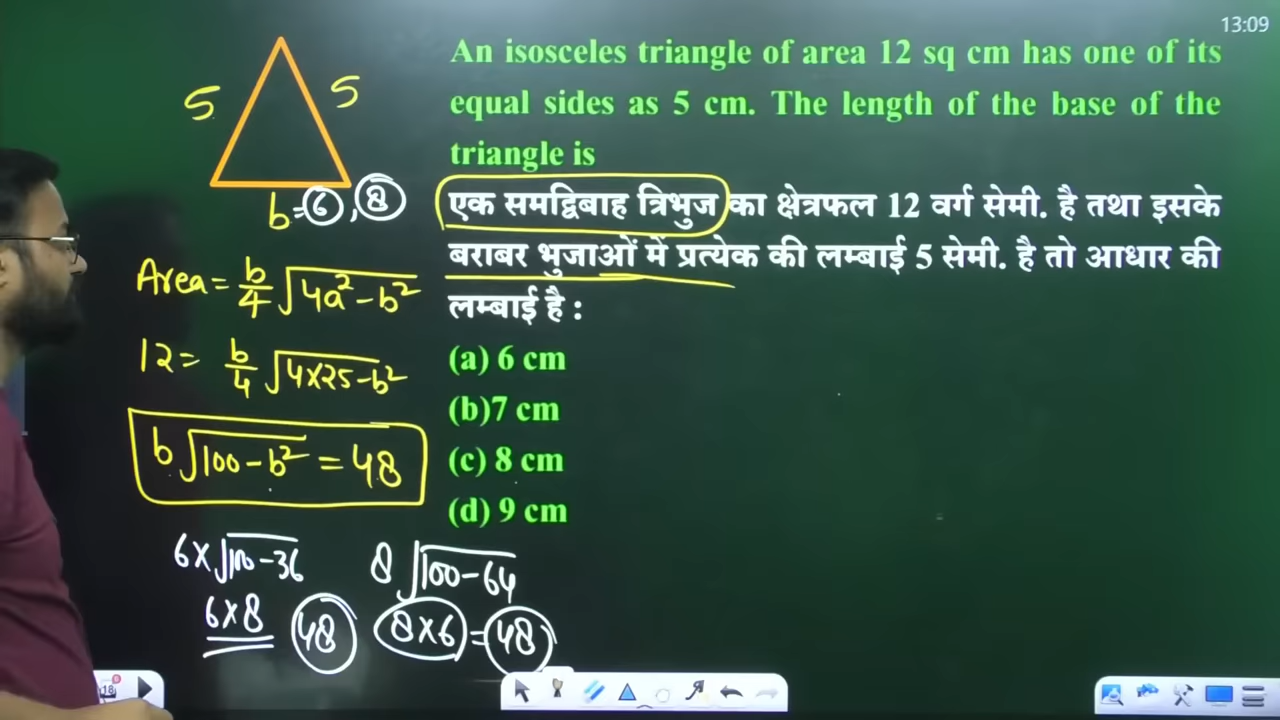 13:09
An isosceles triangle of area 12 sq cm has one of its
equal sides as 5 cm. The length of the base of the
triangle is
एक समद्विबाह त्रिभुज का क्षेत्रफल 12 वर्ग सेमी. है तथा इसके
बराबर भुजाओं में प्रत्येक की लम्बाई 5 सेमी. है तो आधार की
लम्बाई है :
(a) 6 cm
(b)7 cm
(c) 8 cm
(d) 9 cm
5 5
b=6, 8
Area = b/4 √4a²-b²
12 = b/4 √4×25-b²
b√100-b² = 48
6×√100-36 8√100-64
6×8 48 8×6 = 48
18